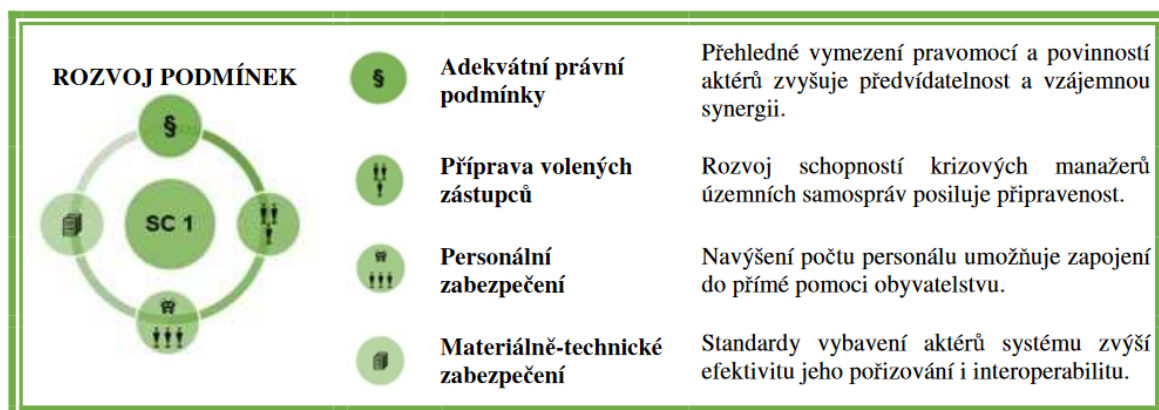 ROZVOJ PODMÍNEK
§
SC 1
§
Adekvátní právní
podmínky
Přehledné vymezení pravomocí a povinností
aktérů zvyšuje předvídatelnost a vzájemnou
synergii.
Příprava volených
zástupců
Rozvoj schopností krizových manažerů
územních samospráv posiluje připravenost.
Personální
zabezpečení
Navýšení počtu personálu umožňuje zapojení
do přímé pomoci obyvatelstvu.
Materiálně-technické
zabezpečení
Standardy vybavení aktérů systému zvýší
efektivitu jeho pořizování i interoperabilitu.